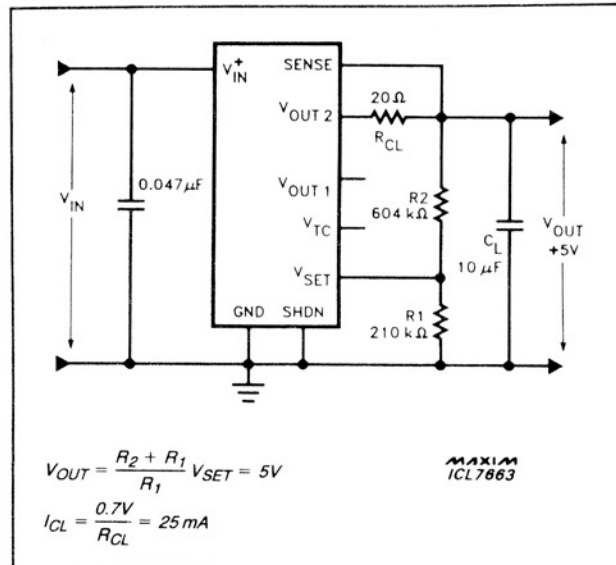 V+IN
SENSE
VOUT 2
20Ω
RCL
VIN
0.047µF
VOUT 1
R2
604 kΩ
VTC
CL
10 µF
VOUT
+5V
VSET
GND SHDN
R1
210 kΩ
VOUT = R2 + R1 / R1 VSET = 5V
MAXIM
ICL7663
ICL = 0.7V / RCL = 25 mA